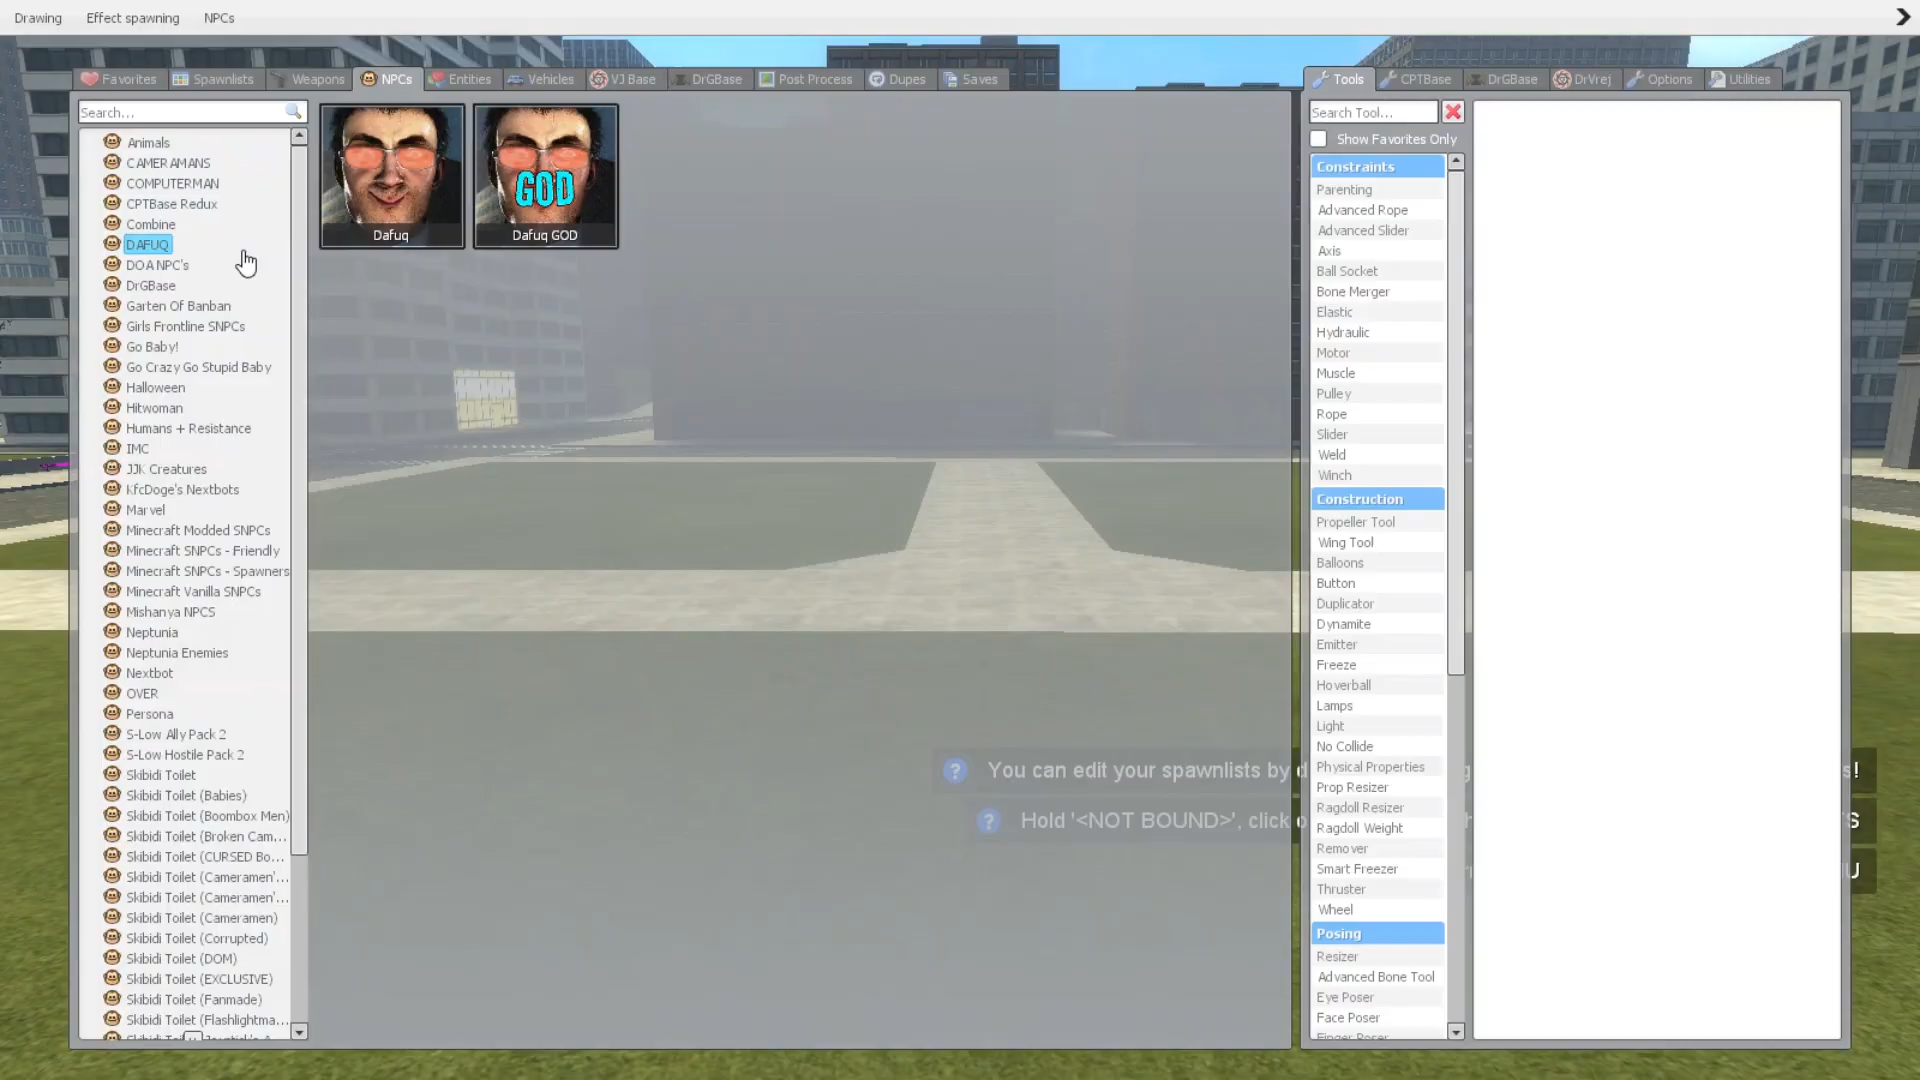 Drawing Effect spawning NPCs
Favorites Spawnlists Weapons NPCs Entities Vehicles VJ Base DrGBase Post Process Dupes Saves
Search...
Animals
CAMERAMANS
COMPUTERMAN
CPTBase Redux
Combine
DAFUQ
DOA NPC's
DrGBase
Garten Of Banban
Girls Frontline SNPCs
Go Baby!
Go Crazy Go Stupid Baby
Halloween
Hitwoman
Humans + Resistance
IMC
JJK Creatures
KfcDoge's Nextbots
Marvel
Minecraft Modded SNPCs
Minecraft SNPCs - Friendly
Minecraft SNPCs - Spawners
Minecraft Vanilla SNPCs
Mishanya NPCS
Neptunia
Neptunia Enemies
Nextbot
OVER
Persona
S-Low Ally Pack 2
S-Low Hostile Pack 2
Skibidi Toilet
Skibidi Toilet (Babies)
Skibidi Toilet (Boombox Men)
Skibidi Toilet (Broken Cam...
Skibidi Toilet (CURSED Bo...
Skibidi Toilet (Cameramen'...
Skibidi Toilet (Cameramen'...
Skibidi Toilet (Cameramen)
Skibidi Toilet (Corrupted)
Skibidi Toilet (DOM)
Skibidi Toilet (EXCLUSIVE)
Skibidi Toilet (Fanmade)
Skibidi Toilet (Flashlightma...
Dafuq
GOD
Dafuq GOD
You can edit your spawnlists by d
Hold '<NOT BOUND>', click o
Tools CPTBase DrGBase DrVrej Options Utilities
Search Tool...
Show Favorites Only
Constraints
Parenting
Advanced Rope
Advanced Slider
Axis
Ball Socket
Bone Merger
Elastic
Hydraulic
Motor
Muscle
Pulley
Rope
Slider
Weld
Winch
Construction
Propeller Tool
Wing Tool
Balloons
Button
Duplicator
Dynamite
Emitter
Freeze
Hoverball
Lamps
Light
No Collide
Physical Properties
Prop Resizer
Ragdoll Resizer
Ragdoll Weight
Remover
Smart Freezer
Thruster
Wheel
Posing
Resizer
Advanced Bone Tool
Eye Poser
Face Poser
Finger Poser